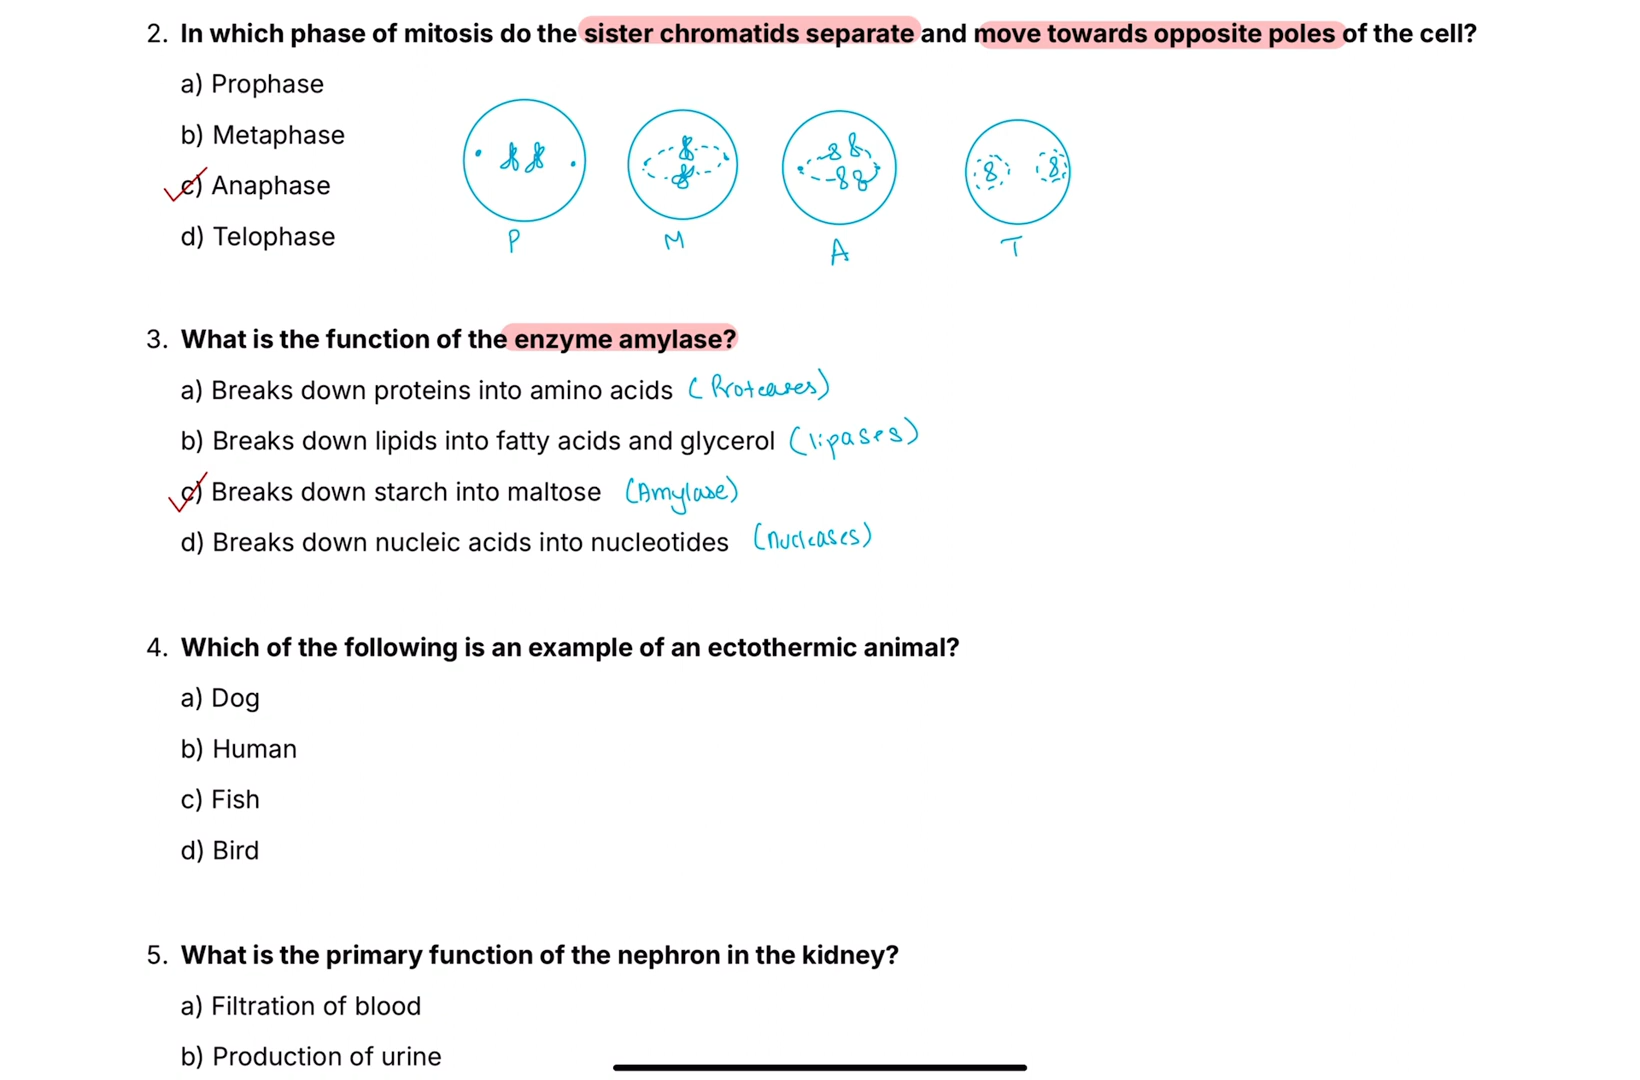 2. In which phase of mitosis do the sister chromatids separate and move towards opposite poles of the cell?
a) Prophase
b) Metaphase
c) Anaphase
d) Telophase
P M A T
3. What is the function of the enzyme amylase?
a) Breaks down proteins into amino acids (Proteases)
b) Breaks down lipids into fatty acids and glycerol (lipases)
c) Breaks down starch into maltose (Amylase)
d) Breaks down nucleic acids into nucleotides (nucleases)
4. Which of the following is an example of an ectothermic animal?
a) Dog
b) Human
c) Fish
d) Bird
5. What is the primary function of the nephron in the kidney?
a) Filtration of blood
b) Production of urine